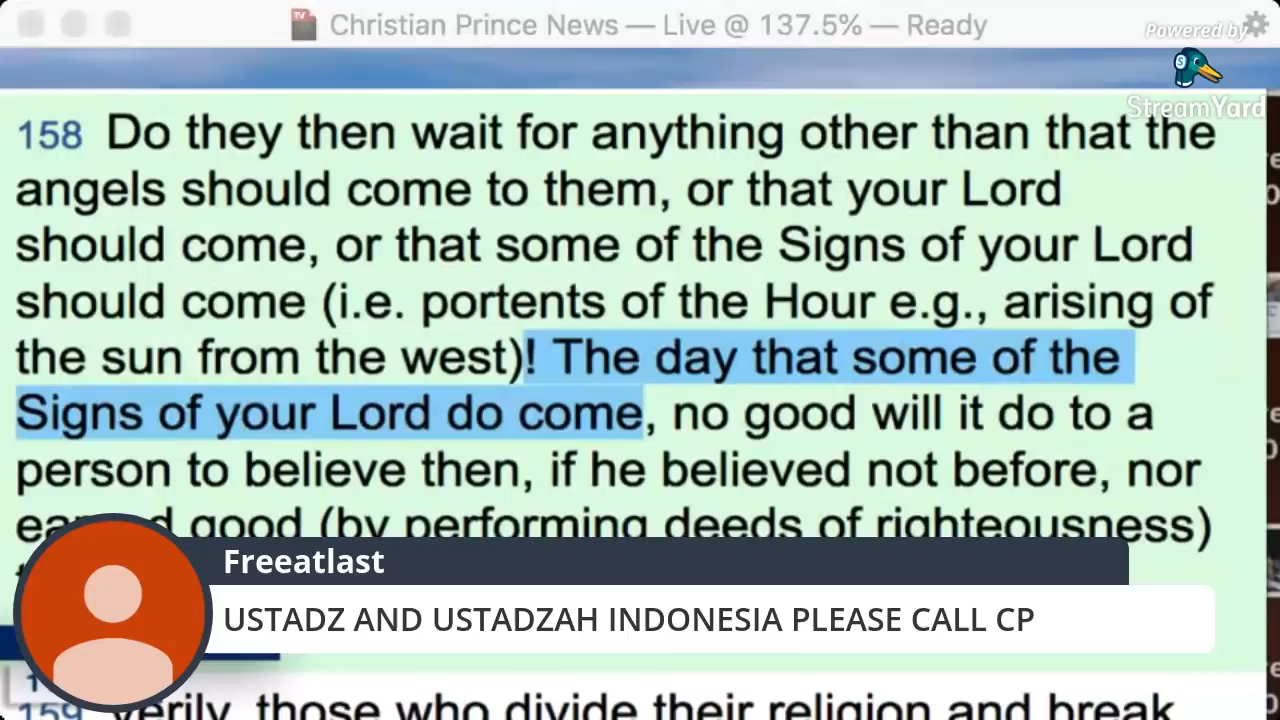 Christian Prince News — Live @ 137.5% — Ready
Powered by
StreamYard
158 Do they then wait for anything other than that the
angels should come to them, or that your Lord
should come, or that some of the Signs of your Lord
should come (i.e. portents of the Hour e.g., arising of
the sun from the west)! The day that some of the
Signs of your Lord do come, no good will it do to a
person to believe then, if he believed not before, nor
good (by performing deeds of righteousness)
Freeatlast
USTADZ AND USTADZAH INDONESIA PLEASE CALL CP
159 Verily, those who divide their religion and break